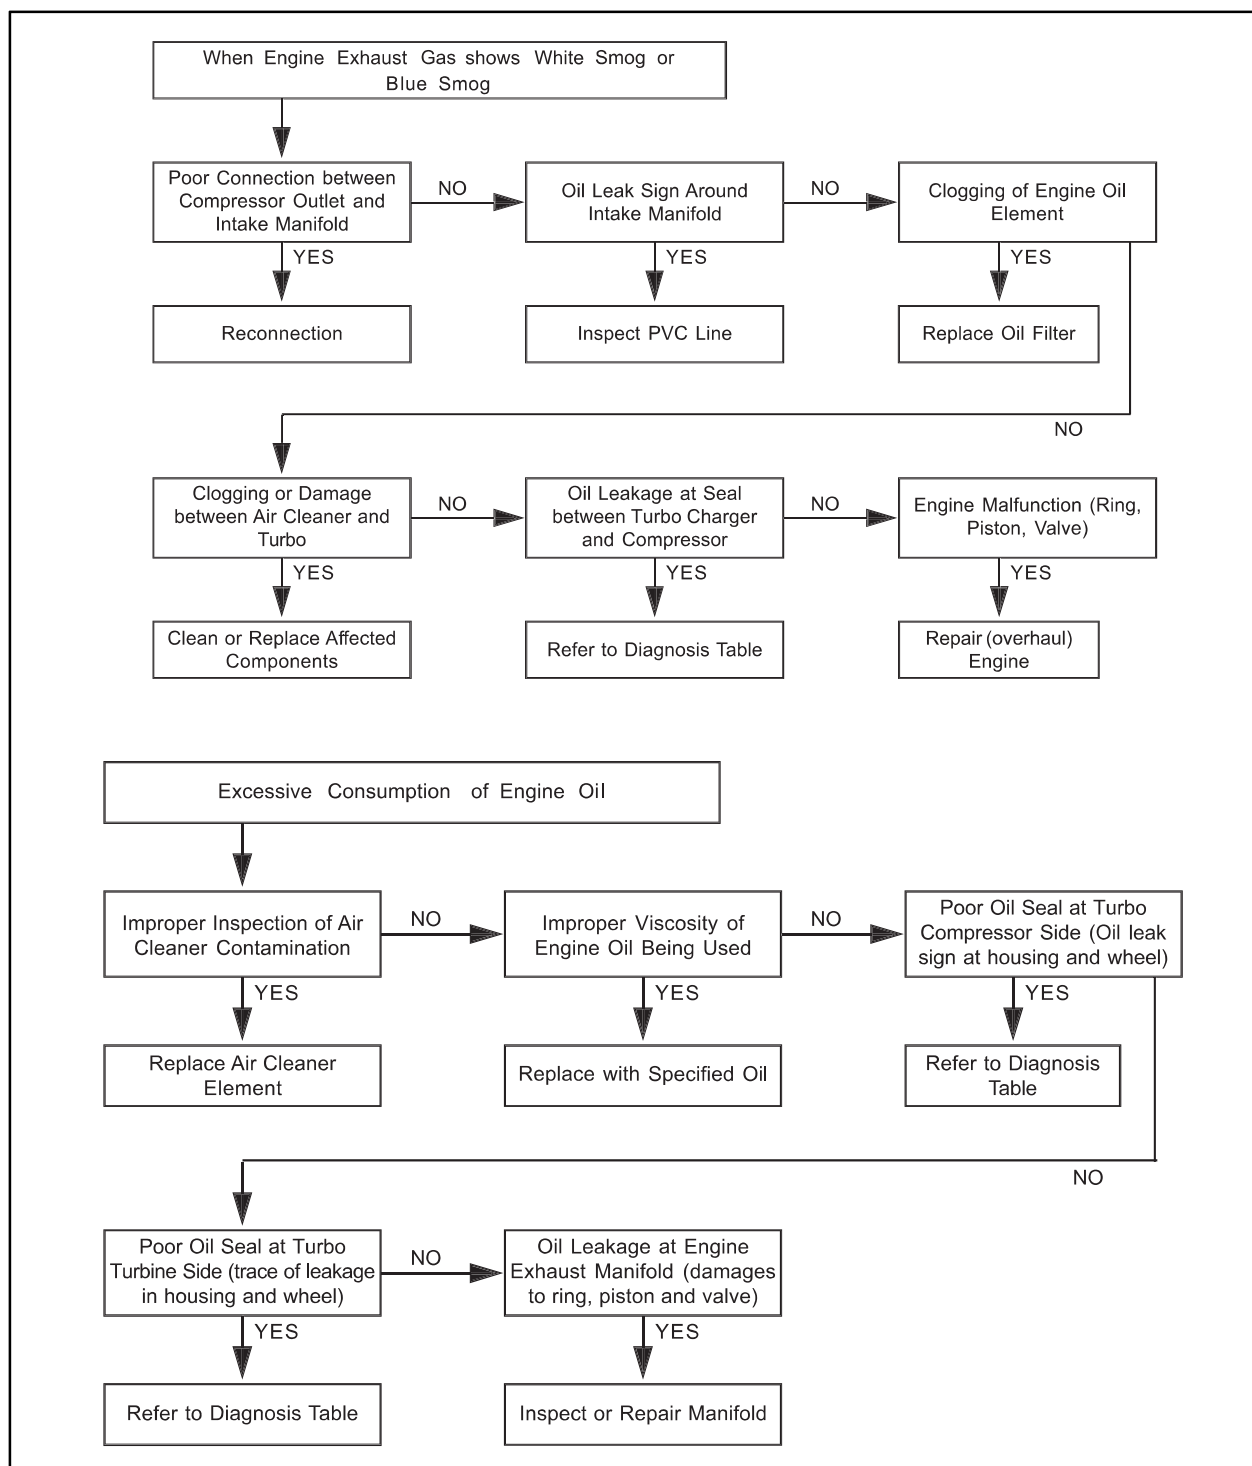 When Engine Exhaust Gas shows White Smog or
Blue Smog
Poor Connection between
Compressor Outlet and
Intake Manifold
NO
Oil Leak Sign Around
Intake Manifold
NO
Clogging of Engine Oil
Element
YES
YES
YES
Reconnection
Inspect PVC Line
Replace Oil Filter
NO
Clogging or Damage
between Air Cleaner and
Turbo
NO
Oil Leakage at Seal
between Turbo Charger
and Compressor
NO
Engine Malfunction (Ring,
Piston, Valve)
YES
YES
YES
Clean or Replace Affected
Components
Refer to Diagnosis Table
Repair (overhaul)
Engine
Excessive Consumption of Engine Oil
Improper Inspection of Air
Cleaner Contamination
NO
Improper Viscosity of
Engine Oil Being Used
NO
Poor Oil Seal at Turbo
Compressor Side (Oil leak
sign at housing and wheel)
YES
YES
YES
Replace Air Cleaner
Element
Replace with Specified Oil
Refer to Diagnosis
Table
NO
Poor Oil Seal at Turbo
Turbine Side (trace of leakage
in housing and wheel)
NO
Oil Leakage at Engine
Exhaust Manifold (damages
to ring, piston and valve)
YES
YES
Refer to Diagnosis Table
Inspect or Repair Manifold